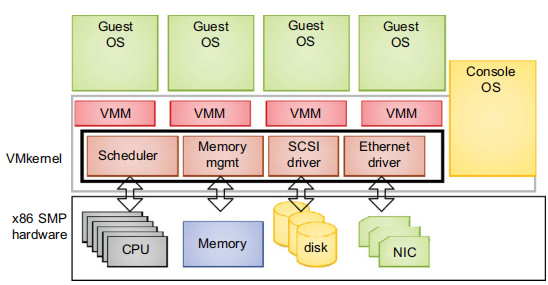 Guest
OS
Guest
OS
Guest
OS
Guest
OS
Console
OS
VMM
VMM
VMM
VMM
VMkernel
Scheduler
Memory
mgmt
SCSI
driver
Ethernet
driver
x86 SMP
hardware
CPU
Memory
disk
NIC